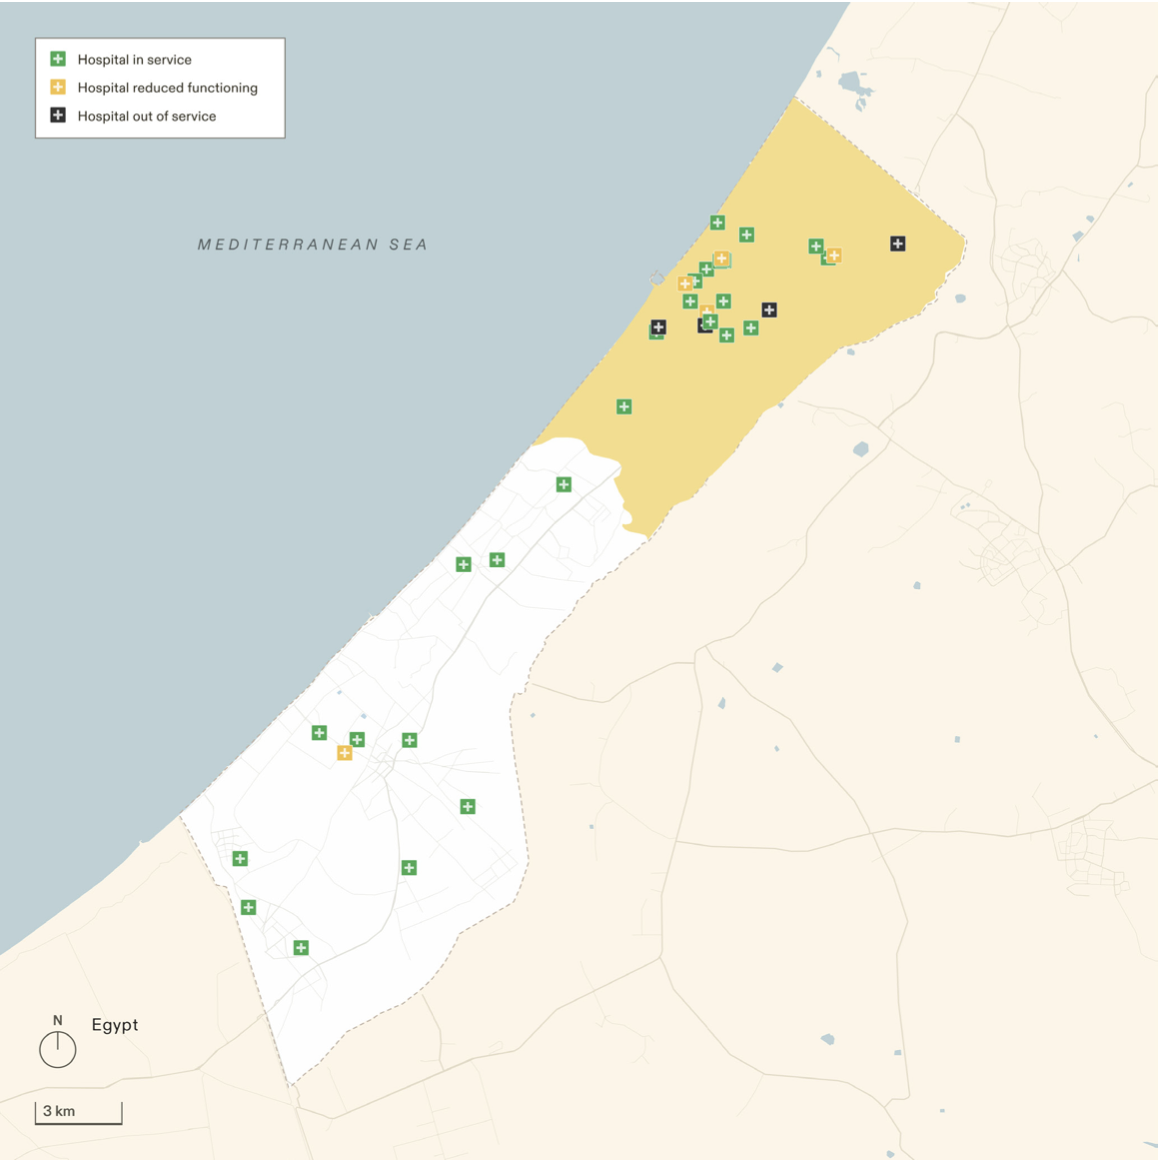 Hospital in service
Hospital reduced functioning
Hospital out of service
MEDITERRANEAN SEA
N
Egypt
3 km